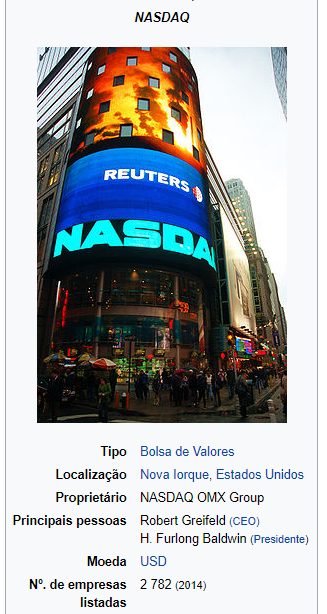 NASDAQ
REUTERS
NASDA
Tipo Bolsa de Valores
Localização Nova Iorque, Estados Unidos
Proprietário NASDAQ OMX Group
Principais pessoas Robert Greifeld (CEO)
H. Furlong Baldwin (Presidente)
Moeda USD
Nº. de empresas 2 782 (2014)
listadas